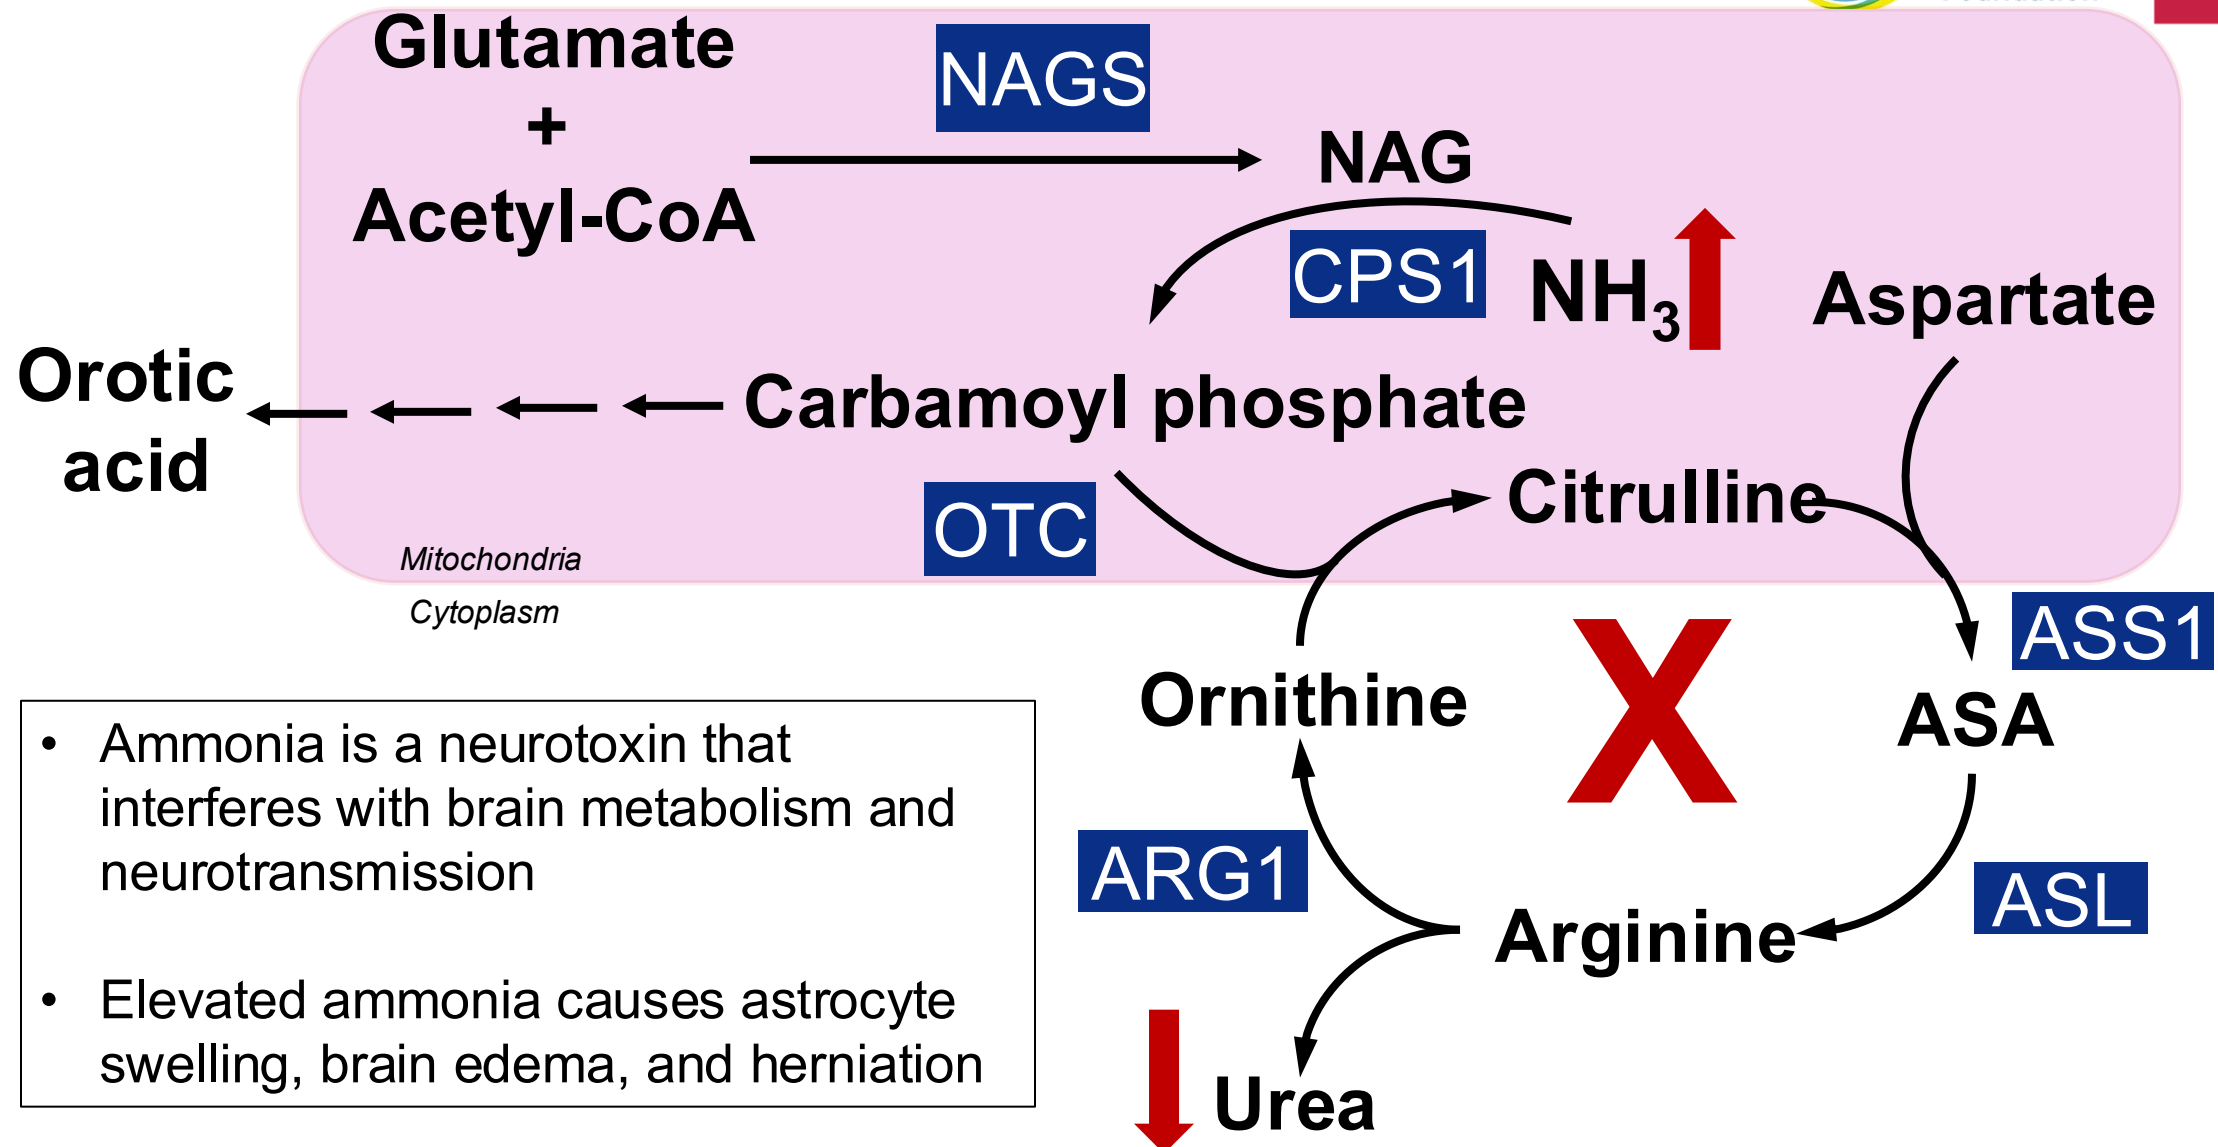 Glutamate
+
Acetyl-CoA
NAGS
NAG
CPS1
NH₃
Aspartate
Orotic
acid
Carbamoyl phosphate
Citrulline
OTC
Mitochondria
Cytoplasm
ASS1
Ornithine
X
ASA
• Ammonia is a neurotoxin that
interferes with brain metabolism and
neurotransmission
• Elevated ammonia causes astrocyte
swelling, brain edema, and herniation
ARG1
ASL
Arginine
Urea